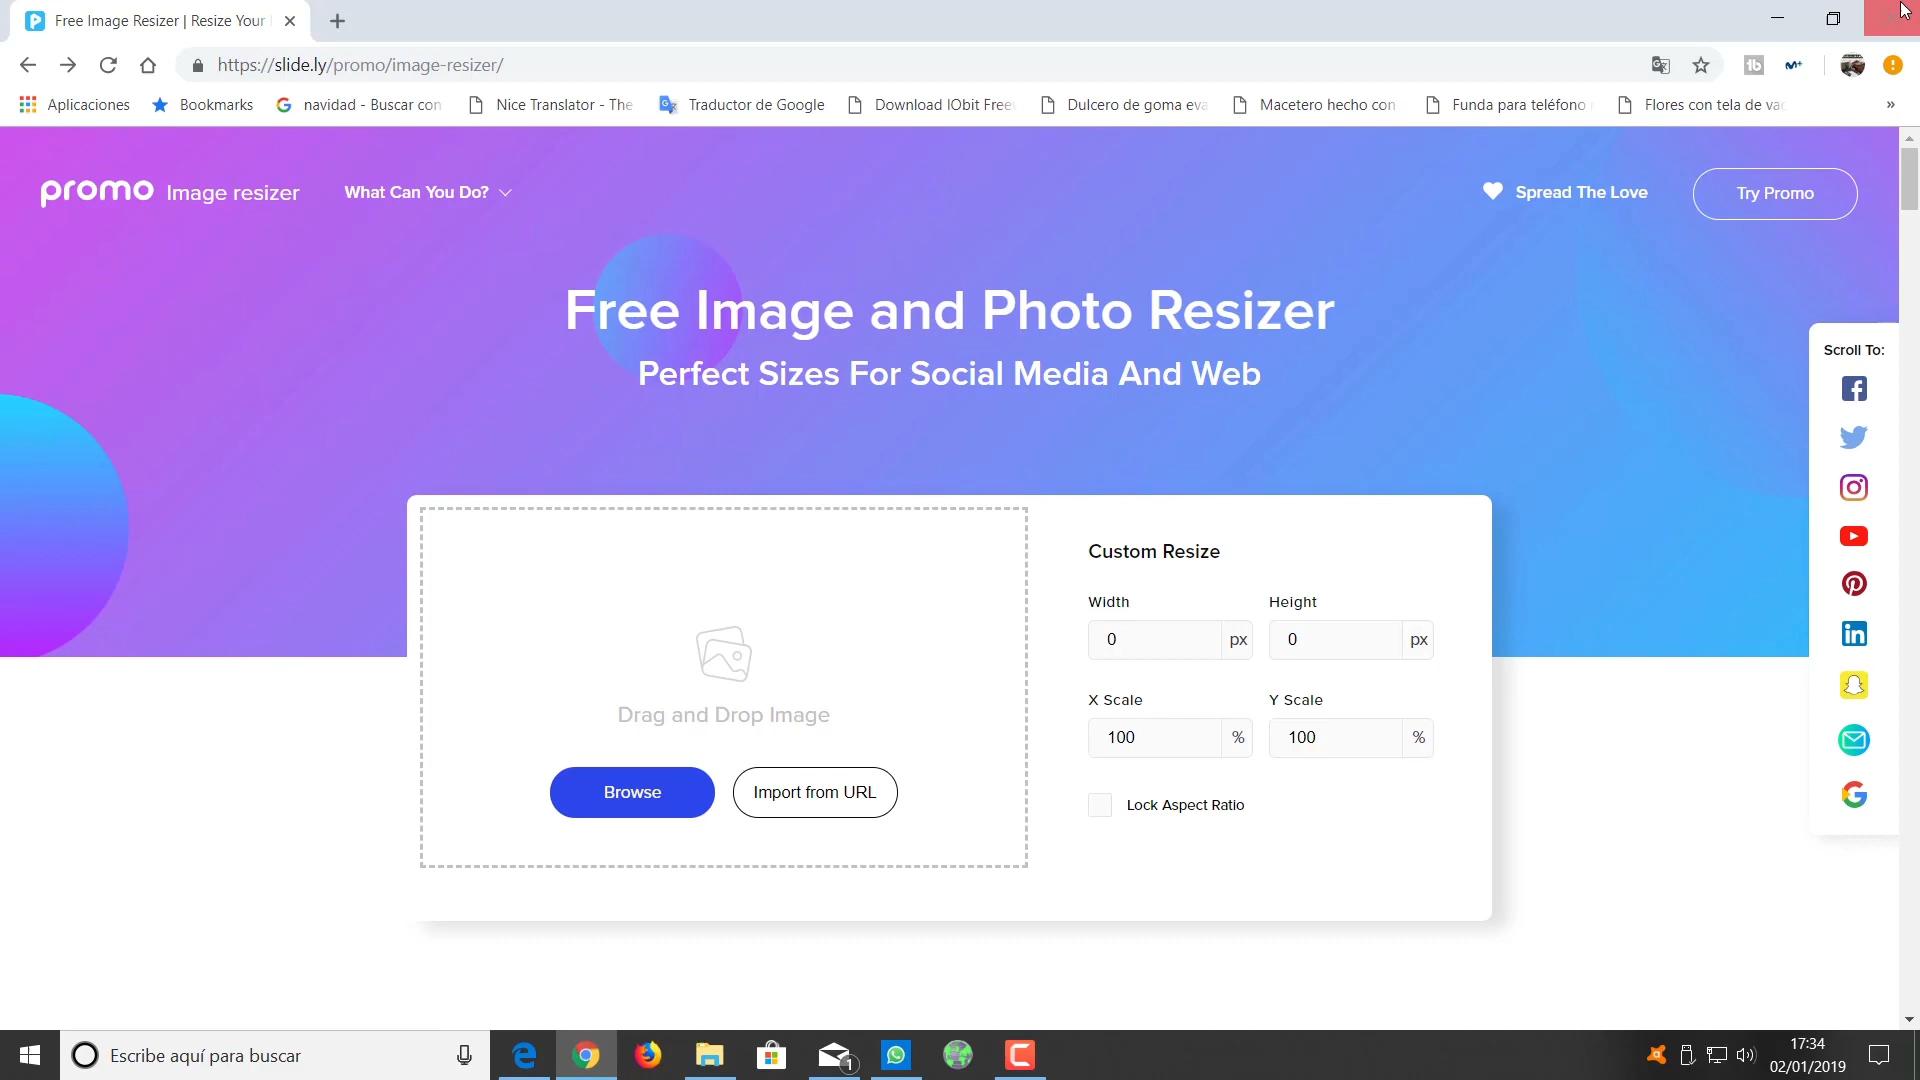 Free Image Resizer | Resize Your
https://slide.ly/promo/image-resizer/
Aplicaciones Bookmarks navidad - Buscar con Nice Translator - The Traductor de Google Download IObit Free Dulcero de goma eva Macetero hecho con Funda para teléfono Flores con tela de vaq »
promo Image resizer What Can You Do? Spread The Love Try Promo
Free Image and Photo Resizer
Perfect Sizes For Social Media And Web
Scroll To:
Custom Resize
Width Height
0 px 0 px
X Scale Y Scale
100 % 100 %
Lock Aspect Ratio
Drag and Drop Image
Browse Import from URL
Escribe aquí para buscar
1
17:34
02/01/2019